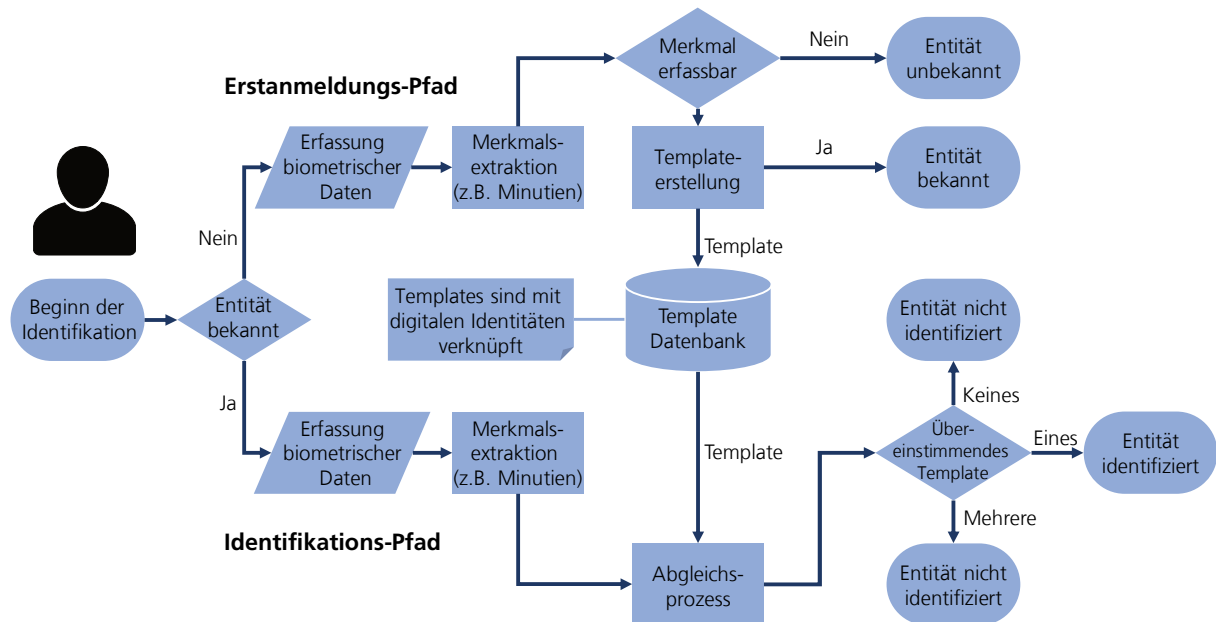 Erstanmeldungs-Pfad
Merkmal
erfassbar
Nein
Entität
unbekannt
Erfassung
biometrischer
Daten
Merkmals-
extraktion
(z.B. Minutien)
Template-
erstellung
Ja
Entität
bekannt
Nein
Template
Beginn der
Identifikation
Entität
bekannt
Templates sind mit
digitalen Identitäten
verknüpft
Template
Datenbank
Entität nicht
identifiziert
Ja
Keines
Erfassung
biometrischer
Daten
Merkmals-
extraktion
(z.B. Minutien)
Template
Über-
einstimmendes
Template
Eines
Entität
identifiziert
Identifikations-Pfad
Mehrere
Abgleichs-
prozess
Entität nicht
identifiziert